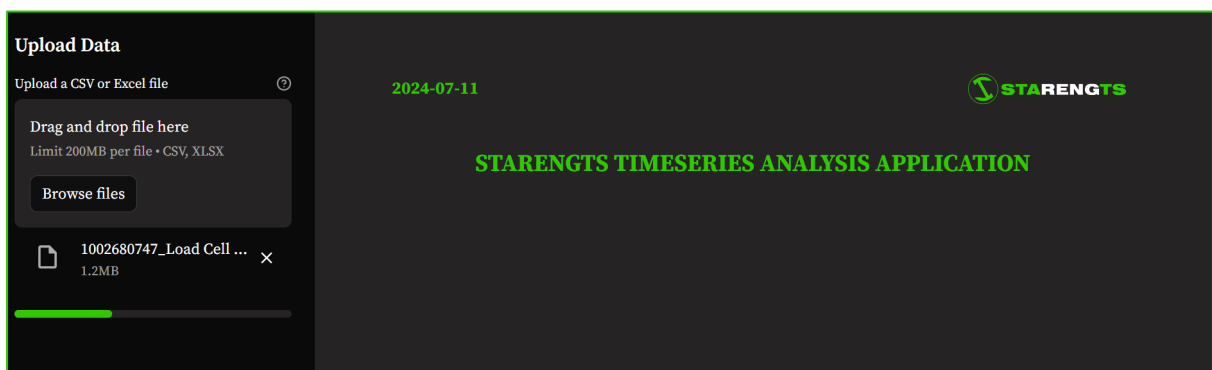 Upload Data
Upload a CSV or Excel file
Drag and drop file here
Limit 200MB per file • CSV, XLSX
Browse files
1002680747_Load Cell ...
1.2MB
2024-07-11
STARENGTS
STARENGTS TIMESERIES ANALYSIS APPLICATION